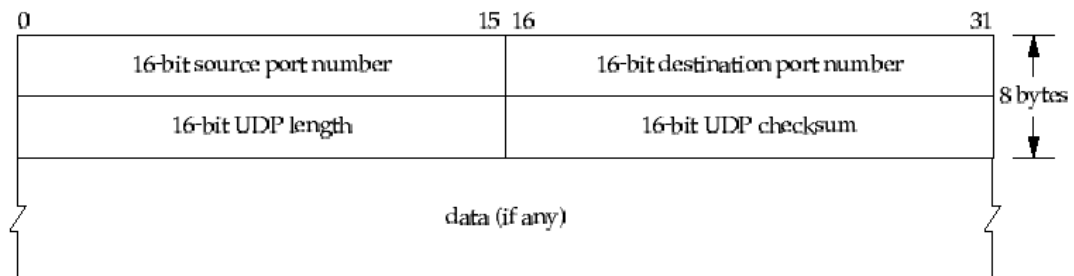 0 15 16 31
16-bit source port number 16-bit destination port number
8 bytes
16-bit UDP length 16-bit UDP checksum
data (if any)